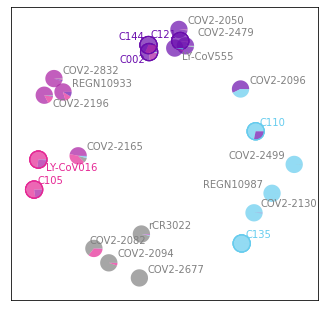 COV2-2050
C144 C121 COV2-2479
C002 LY-CoV555
COV2-2832
REGN10933 COV2-2096
COV2-2196
C110
COV2-2165 COV2-2499
LY-CoV016
C105 REGN10987
COV2-2130
rCR3022
COV2-2082 C135
COV2-2094
COV2-2677